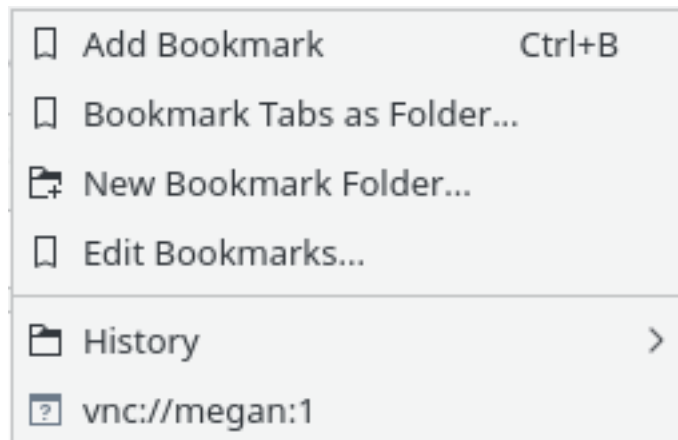 Add Bookmark Ctrl+B
Bookmark Tabs as Folder...
New Bookmark Folder...
Edit Bookmarks...
History
vnc://megan:1